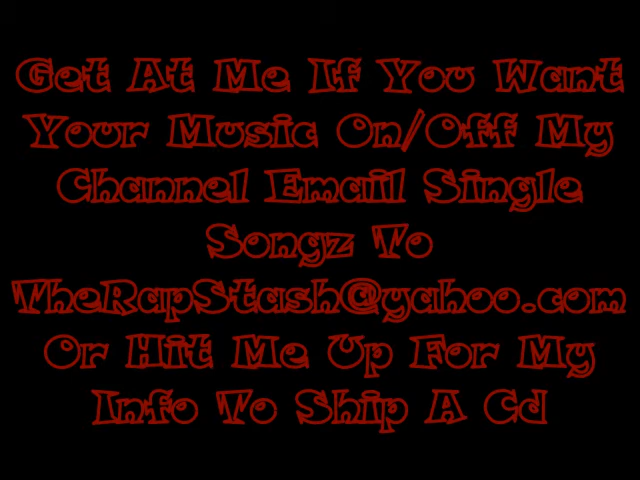 Get At Me If You Want
Your Music On/Off My
Channel Email Single
Songz To
TheRapStash@yahoo.com
Or Hit Me Up For My
Info To Ship A Cd